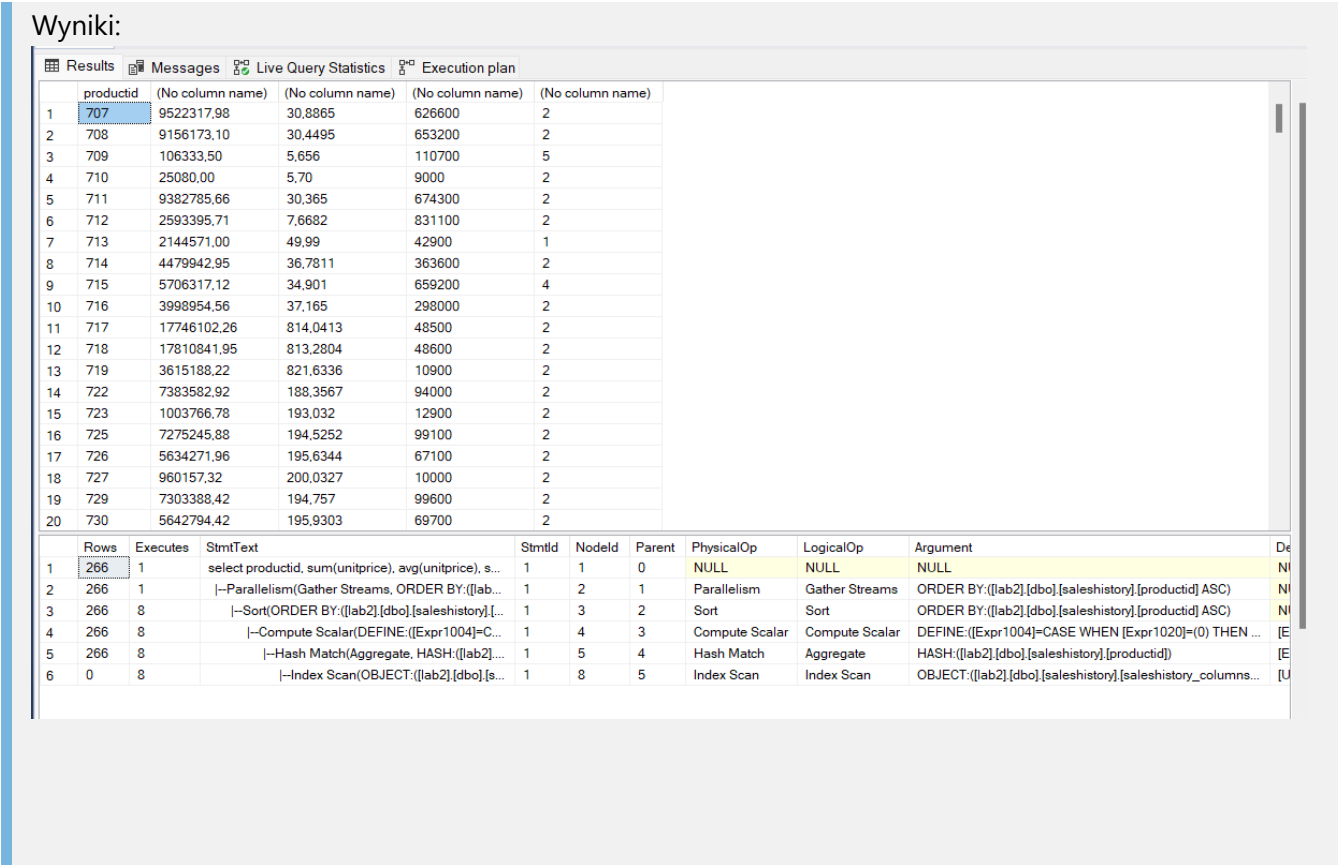 Wyniki:
Results Messages Live Query Statistics Execution plan
productid (No column name) (No column name) (No column name) (No column name)
1 707 9522317,98 30,8865 626600 2
2 708 9156173,10 30,4495 653200 2
3 709 106333,50 5,656 110700 5
4 710 25080,00 5,70 9000 2
5 711 9382785,66 30,365 674300 2
6 712 2593395,71 7,6682 831100 2
7 713 2144571,00 49,99 42900 1
8 714 4479942,95 36,7811 363600 2
9 715 5706317,12 34,901 659200 4
10 716 3998954,56 37,165 298000 2
11 717 17746102,26 814,0413 48500 2
12 718 17810841,95 813,2804 48600 2
13 719 3615188,22 821,6336 10900 2
14 722 7383582,92 188,3567 94000 2
15 723 1003766,78 193,032 12900 2
16 725 7275245,88 194,5252 99100 2
17 726 5634271,96 195,6344 67100 2
18 727 960157,32 200,0327 10000 2
19 729 7303388,42 194,757 99600 2
20 730 5642794,42 195,9303 69700 2
Rows Executes StmtText StmtId NodeId Parent PhysicalOp LogicalOp Argument De
1 266 1 select productid, sum(unitprice), avg(unitprice), s... 1 1 0 NULL NULL NULL NU
2 266 1 |--Parallelism(Gather Streams, ORDER BY:([lab... 1 2 1 Parallelism Gather Streams ORDER BY:([lab2].[dbo].[saleshistory].[productid] ASC) NU
3 266 8 |--Sort(ORDER BY:([lab2].[dbo].[saleshistory].[... 1 3 2 Sort Sort ORDER BY:([lab2].[dbo].[saleshistory].[productid] ASC) NU
4 266 8 |--Compute Scalar(DEFINE:([Expr1004]=C... 1 4 3 Compute Scalar Compute Scalar DEFINE:([Expr1004]=CASE WHEN [Expr1020]=(0) THEN ... [E
5 266 8 |--Hash Match(Aggregate, HASH:([lab2].... 1 5 4 Hash Match Aggregate HASH:([lab2].[dbo].[saleshistory].[productid]) [E
6 0 8 |--Index Scan(OBJECT:([lab2].[dbo].[s... 1 8 5 Index Scan Index Scan OBJECT:([lab2].[dbo].[saleshistory].[saleshistory_columns... [U